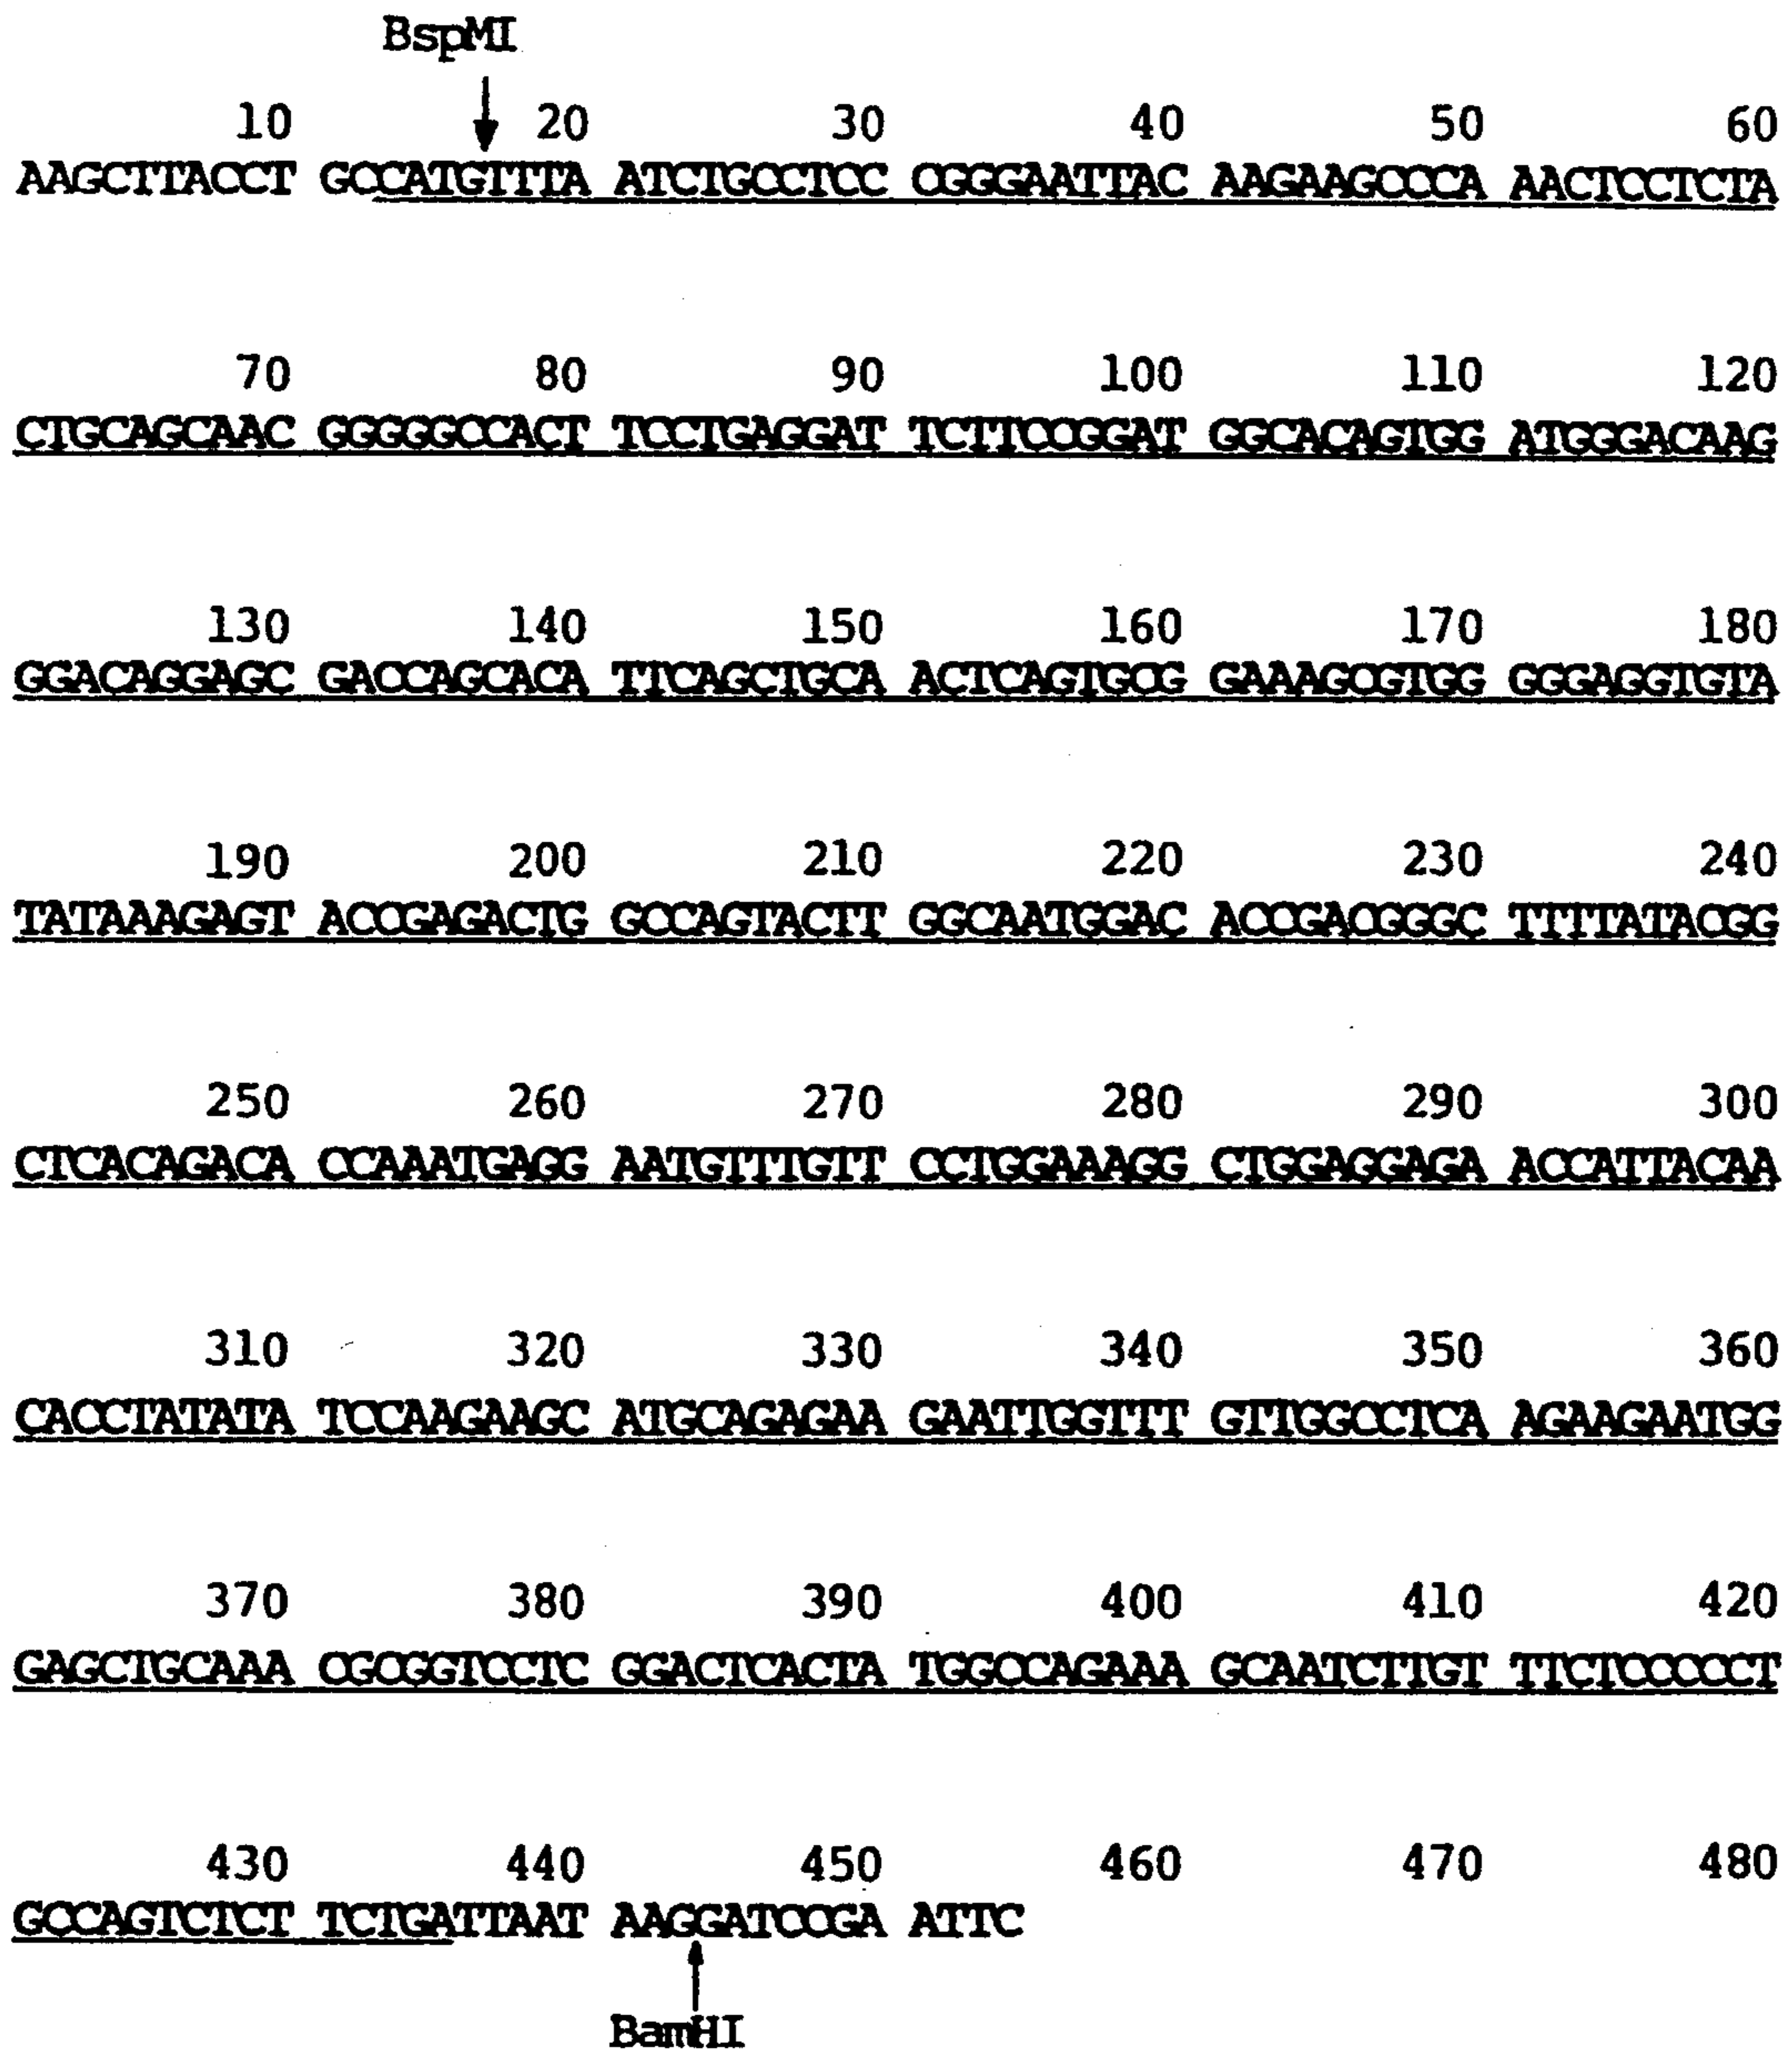 BspMI
10 20 30 40 50 60
AAGCTTACCT GCCATGTTTA ATCTGCCTCC CGGGAATTAC AAGAAGCCCA AACTCCTCTA
70 80 90 100 110 120
CTGCAGCAAC GGGGGCCACT TCCTGAGGAT TCTTCCGGAT GGCACAGTGG ATGGGACAAG
130 140 150 160 170 180
GGACAGGAGC GACCAGCACA TTCAGCTGCA ACTCAGTGCG GAAAGCGTGG GGGAGGTGTA
190 200 210 220 230 240
TATAAAGAGT ACCGAGACTG GCCAGTACTT GGCAATGGAC ACCGACGGGC TTTTATACGG
250 260 270 280 290 300
CTCACAGACA CCAAATGAGG AATGTTTGTT CCTGGAAAGG CTGGAGGAGA ACCATTACAA
310 320 330 340 350 360
CACCTATATA TCCAAGAAGC ATGCAGAGAA GAATTGGTTT GTTGGCCTCA AGAAGAATGG
370 380 390 400 410 420
GAGCTGCAAA CGCGGTCCTC GGACTCACTA TGGCCAGAAA GCAATCTTGT TTCTCCCCCT
430 440 450 460 470 480
GCCAGTCTCT TCTGATTAAT AAGGATCCGA ATTC
BamHI